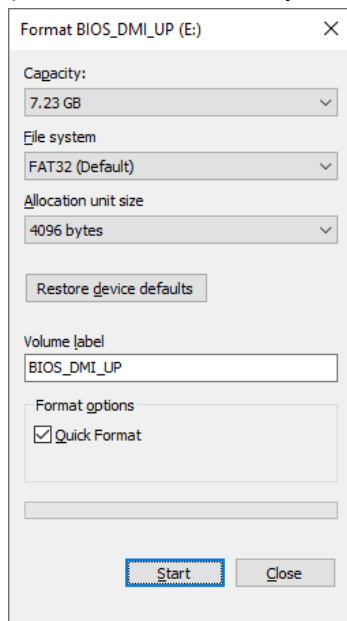 Format BIOS_DMI_UP (E:)
Capacity:
7.23 GB
File system
FAT32 (Default)
Allocation unit size
4096 bytes
Restore device defaults
Volume label
BIOS_DMI_UP
Format options
Quick Format
Start Close